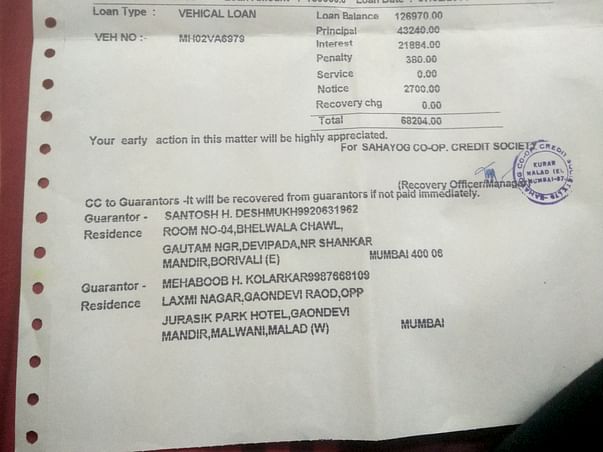 Loan Type : VEHICAL LOAN
Loan Balance 126970.00
Principal 43240.00
VEH NO :- MH02VA6979
Interest 21884.00
Penalty 380.00
Service 0.00
Notice 2700.00
Recovery chg 0.00
Total 68204.00
Your early action in this matter will be highly appreciated.
For SAHAYOG CO-OP. CREDIT SOCIETY
(Recovery Officer/Manager)
KURAR
MALAD (E),
MUMBAI-97
CC to Guarantors -It will be recovered from guarantors if not paid immediately.
Guarantor - SANTOSH H. DESHMUKH9920631962
Residence ROOM NO-04,BHELWALA CHAWL,
GAUTAM NGR,DEVIPADA,NR SHANKAR
MANDIR,BORIVALI (E) MUMBAI 400 06
Guarantor - MEHABOOB H. KOLARKAR9987668109
Residence LAXMI NAGAR,GAONDEVI RAOD,OPP
JURASIK PARK HOTEL,GAONDEVI
MANDIR,MALWANI,MALAD (W) MUMBAI